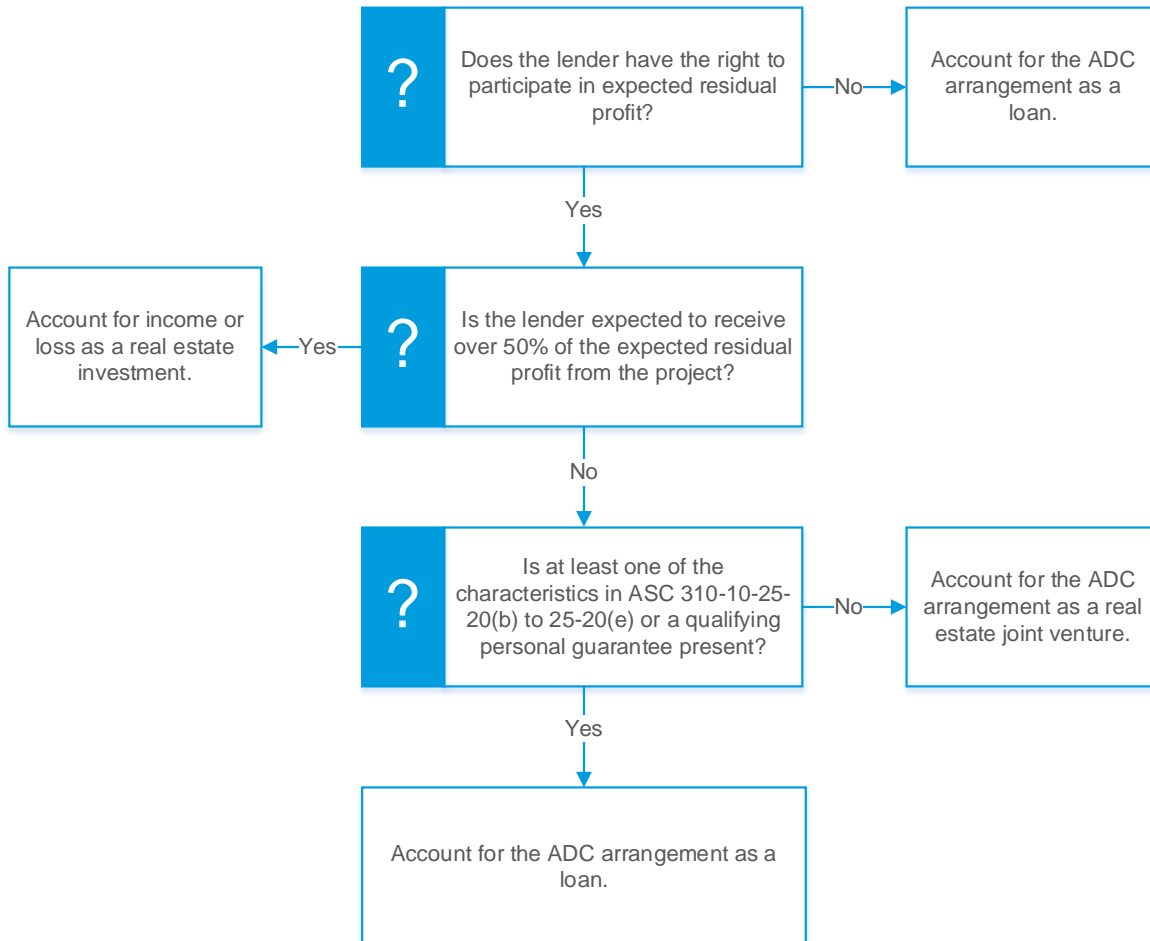 ?
Does the lender have the right to
participate in expected residual
profit?
No
Account for the ADC
arrangement as a
loan.
Yes
Account for income or
loss as a real estate
investment.
Yes
?
Is the lender expected to receive
over 50% of the expected residual
profit from the project?
No
?
Is at least one of the
characteristics in ASC 310-10-25-
20(b) to 25-20(e) or a qualifying
personal guarantee present?
No
Account for the ADC
arrangement as a real
estate joint venture.
Yes
Account for the ADC arrangement as a
loan.